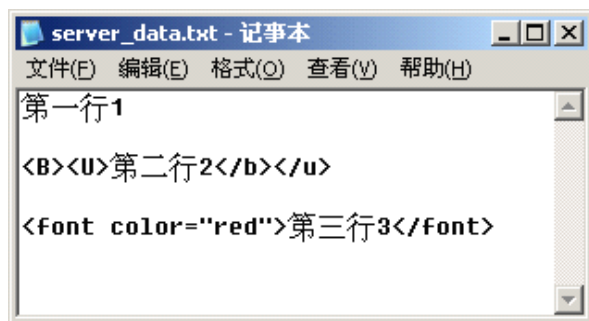 server_data.txt - 记事本
文件(F) 编辑(E) 格式(O) 查看(V) 帮助(H)
第一行1
<B><U>第二行2</b></u>
<font color="red">第三行3</font>